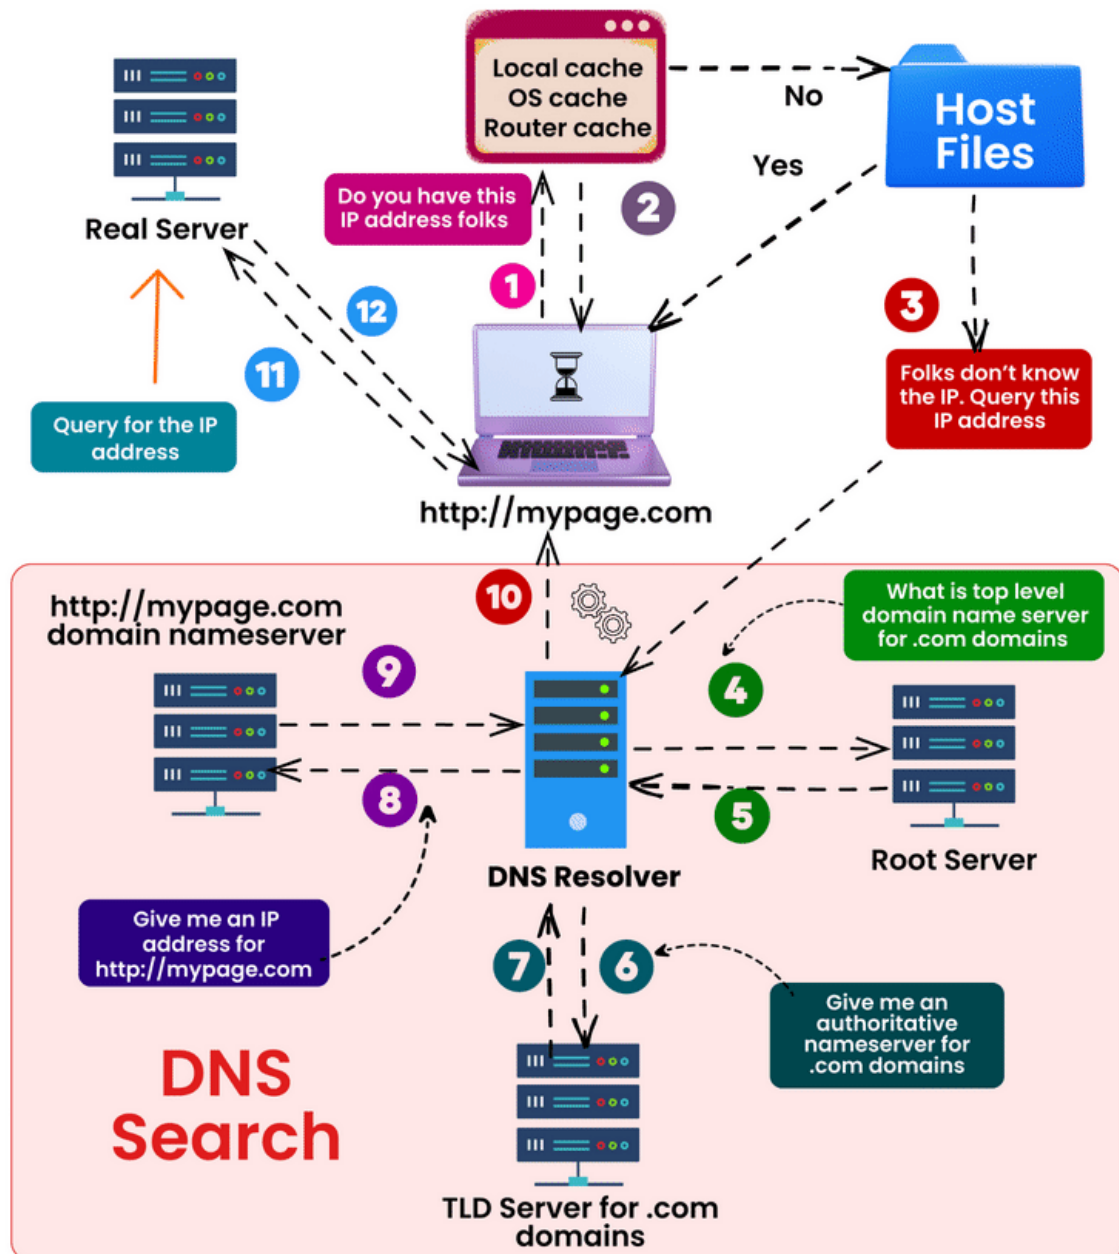 Local cache
OS cache
Router cache
No
Host
Files
Yes
Do you have this
IP address folks
2
Real Server
1
12
11
3
Folks don’t know
the IP. Query this
IP address
Query for the IP
address
http://mypage.com
10
What is top level
domain name server
for .com domains
http://mypage.com
domain nameserver
9
4
8
5
DNS Resolver
Root Server
Give me an IP
address for
http://mypage.com
7
6
Give me an
authoritative
nameserver for
.com domains
DNS
Search
TLD Server for .com
domains